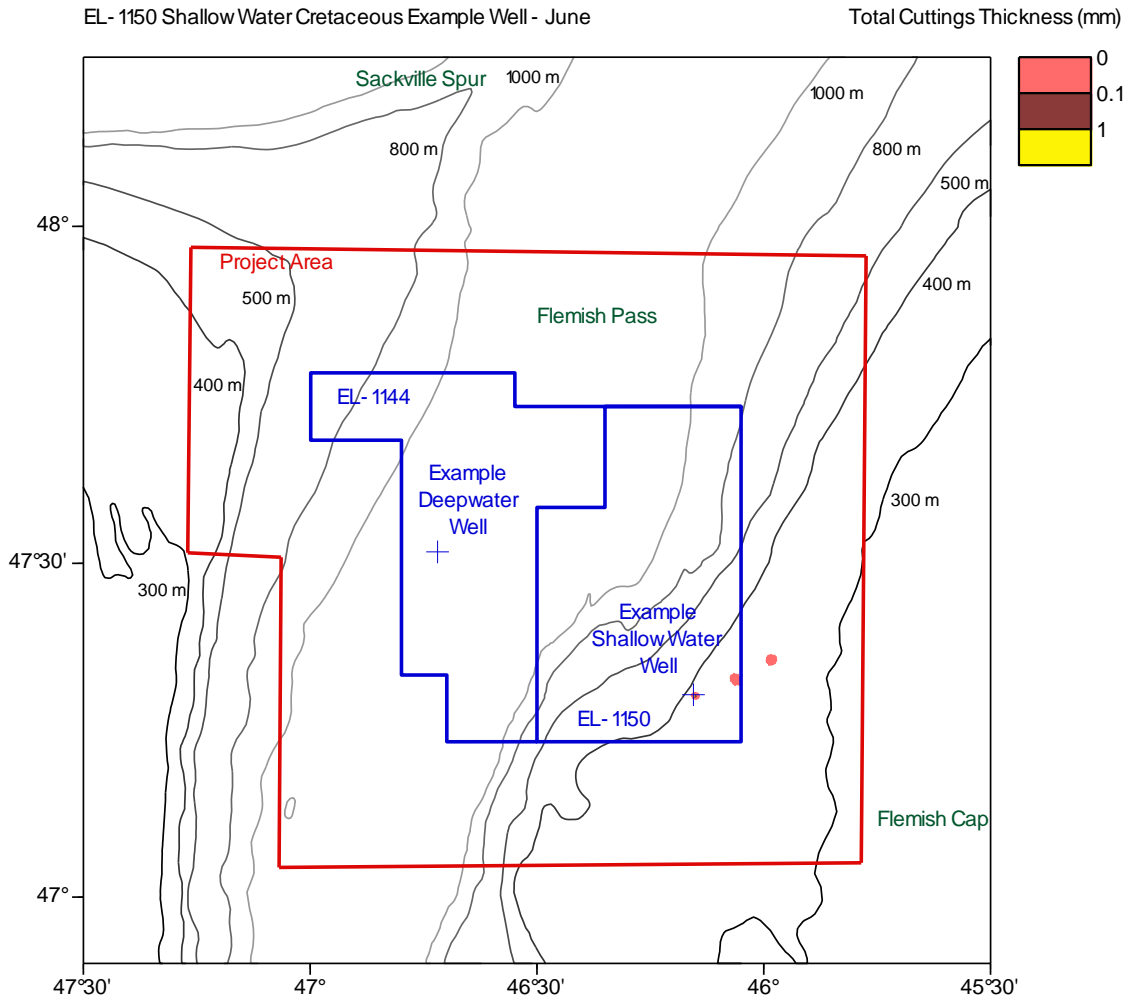 EL- 1150 Shallow Water Cretaceous Example Well - June
Total Cuttings Thickness (mm)
0
0.1
1
Sackville Spur
1000 m
1000 m
800 m
800 m
500 m
48°
Project Area
500 m
400 m
Flemish Pass
400 m
EL- 1144
Example
Deepwater
Well
300 m
47°30'
300 m
Example
Shallow Water
Well
EL- 1150
Flemish Cap
47°
47°30'
47°
46°30'
46°
45°30'